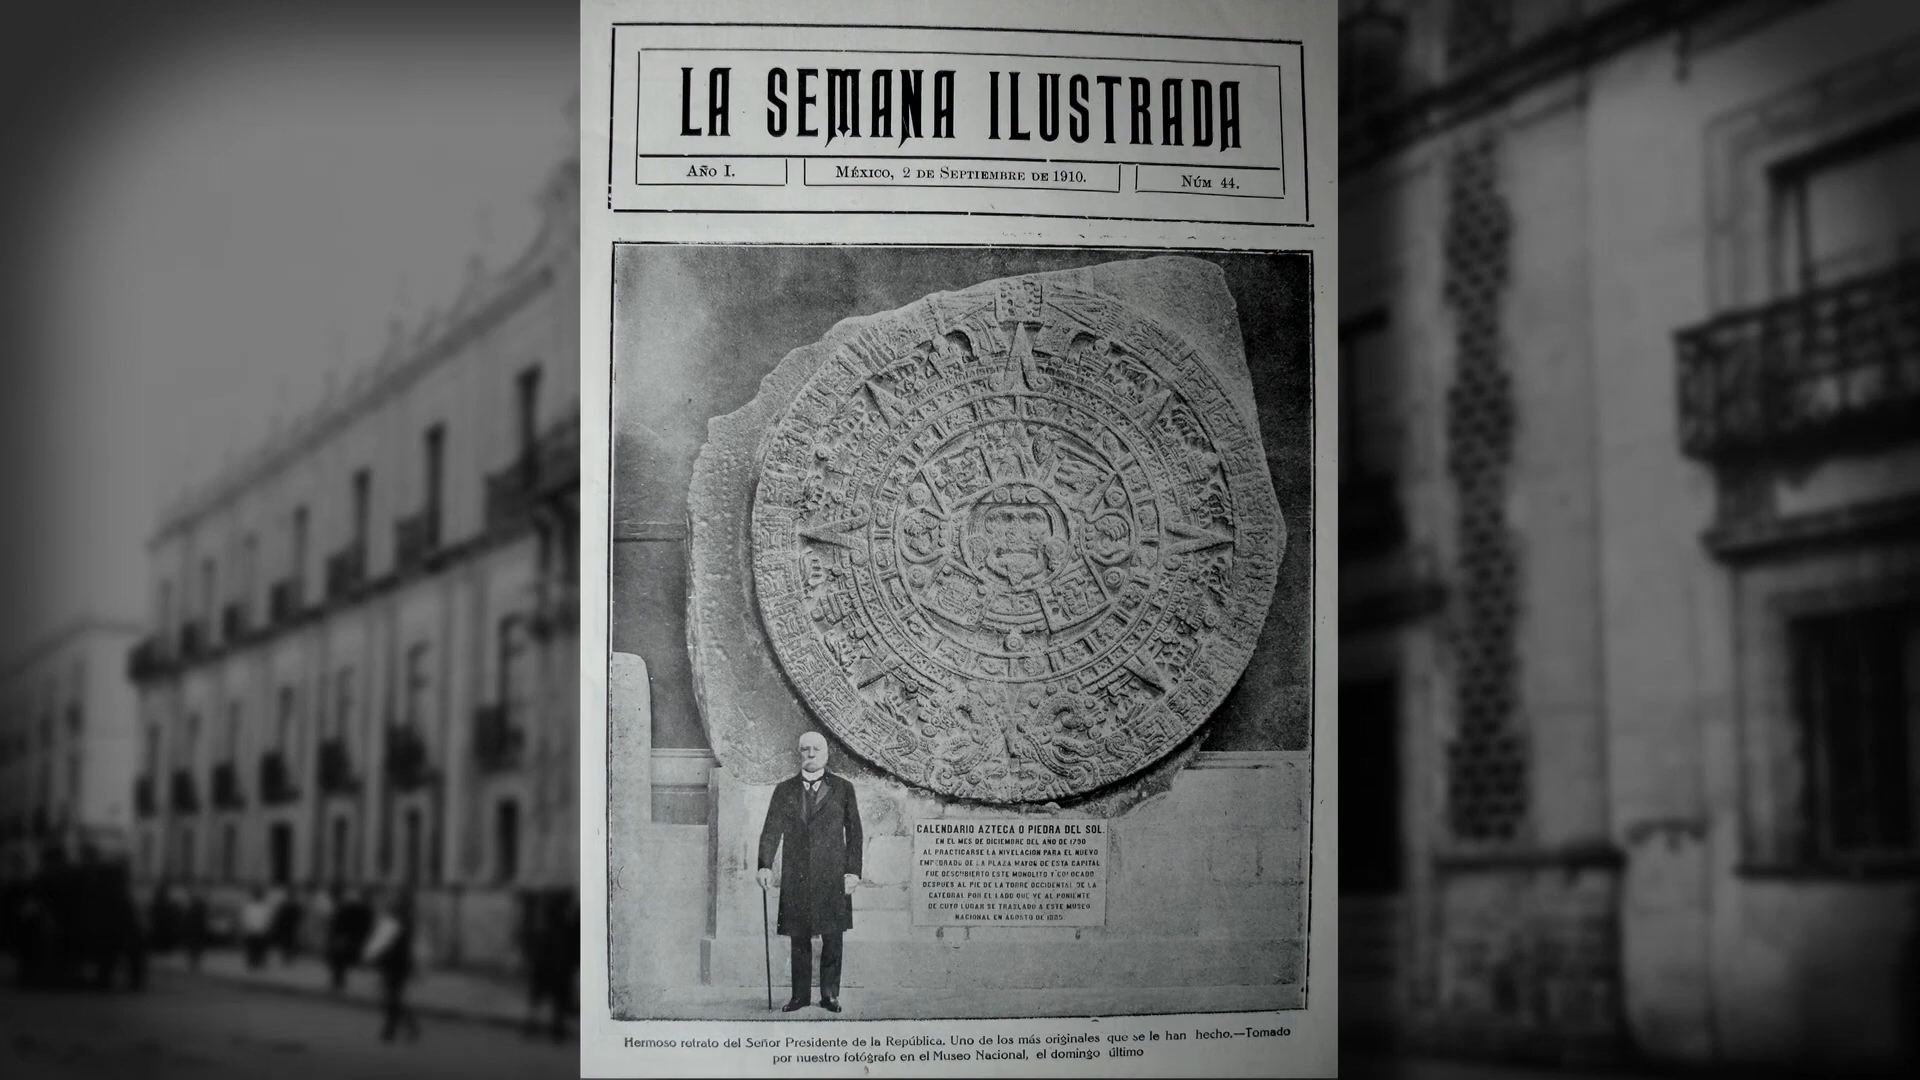 LA SEMANA ILUSTRADA
AÑO I.
MÉXICO, 2 DE SEPTIEMBRE DE 1910.
NÚM 44.
CALENDARIO AZTECA O PIEDRA DEL SOL.
EN EL MES DE DICIEMBRE DEL AÑO DE 1790
AL PRACTICARSE LA NIVELACION PARA EL NUEVO
EMPEDRADO DE LA PLAZA MAYOR DE ESTA CAPITAL
FUE DESCUBIERTO ESTE MONOLITO Y COLOCADO
DESPUES AL PIE DE LA TORRE OCCIDENTAL DE LA
CATEDRAL POR EL LADO QUE VE AL PONIENTE
DE CUYO LUGAR SE TRASLADO A ESTE MUSEO
NACIONAL EN AGOSTO DE 1885
Hermoso retrato del Señor Presidente de la República. Uno de los más originales que se le han hecho.—Tomado
por nuestro fotógrafo en el Museo Nacional, el domingo último